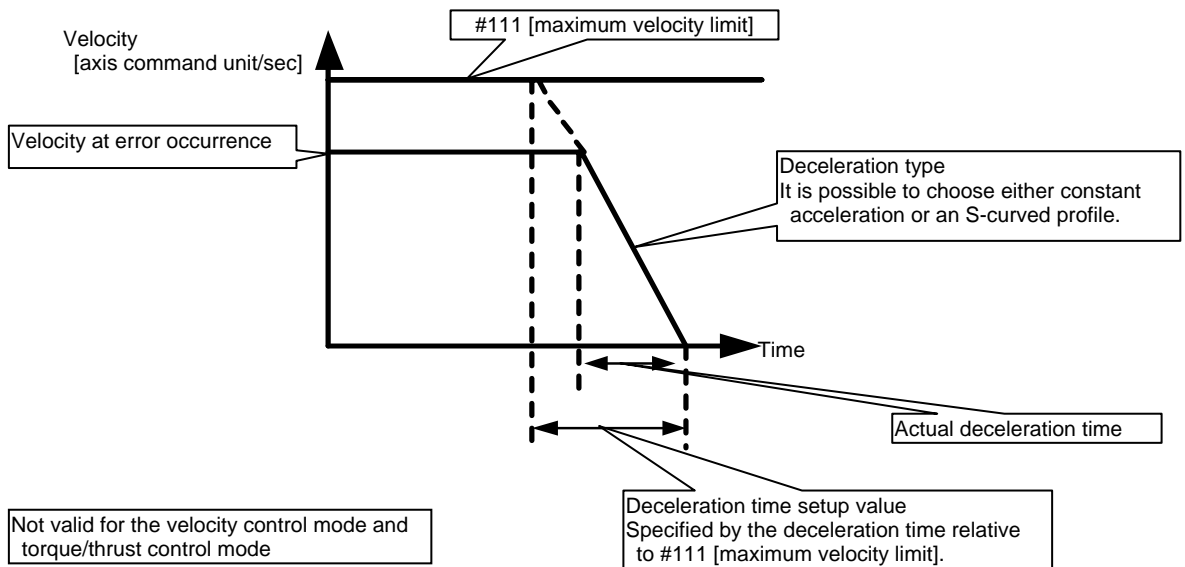 #111 [maximum velocity limit]
Velocity
[axis command unit/sec]
Velocity at error occurrence
Deceleration type
It is possible to choose either constant
acceleration or an S-curved profile.
Time
Actual deceleration time
Deceleration time setup value
Specified by the deceleration time relative
to #111 [maximum velocity limit].
Not valid for the velocity control mode and
torque/thrust control mode